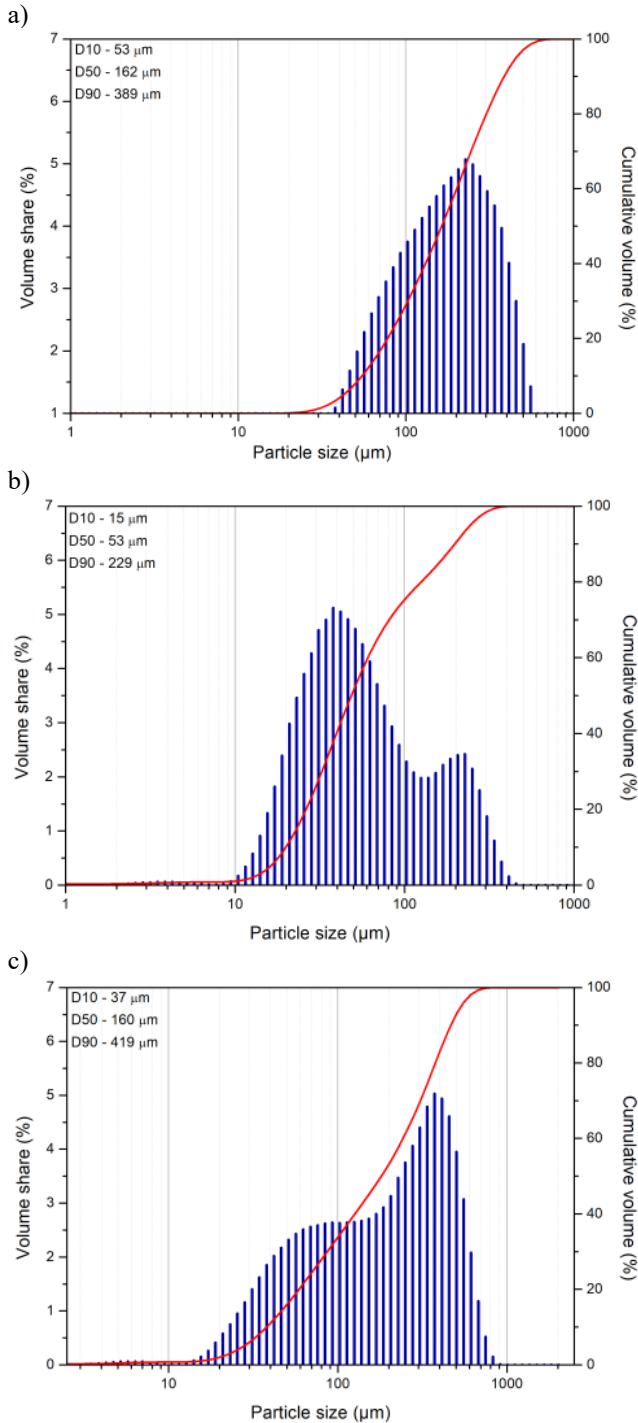 a)
D10 - 53 μm
D50 - 162 μm
D90 - 389 μm
Volume share (%)
7
6
5
4
3
2
1
Cumulative volume (%)
100
80
60
40
20
0
1
10
100
1000
Particle size (μm)
b)
D10 - 15 μm
D50 - 53 μm
D90 - 229 μm
Volume share (%)
7
6
5
4
3
2
1
0
Cumulative volume (%)
100
80
60
40
20
0
1
10
100
1000
Particle size (μm)
c)
D10 - 37 μm
D50 - 160 μm
D90 - 419 μm
Volume share (%)
7
6
5
4
3
2
1
0
Cumulative volume (%)
100
80
60
40
20
0
10
100
1000
Particle size (μm)